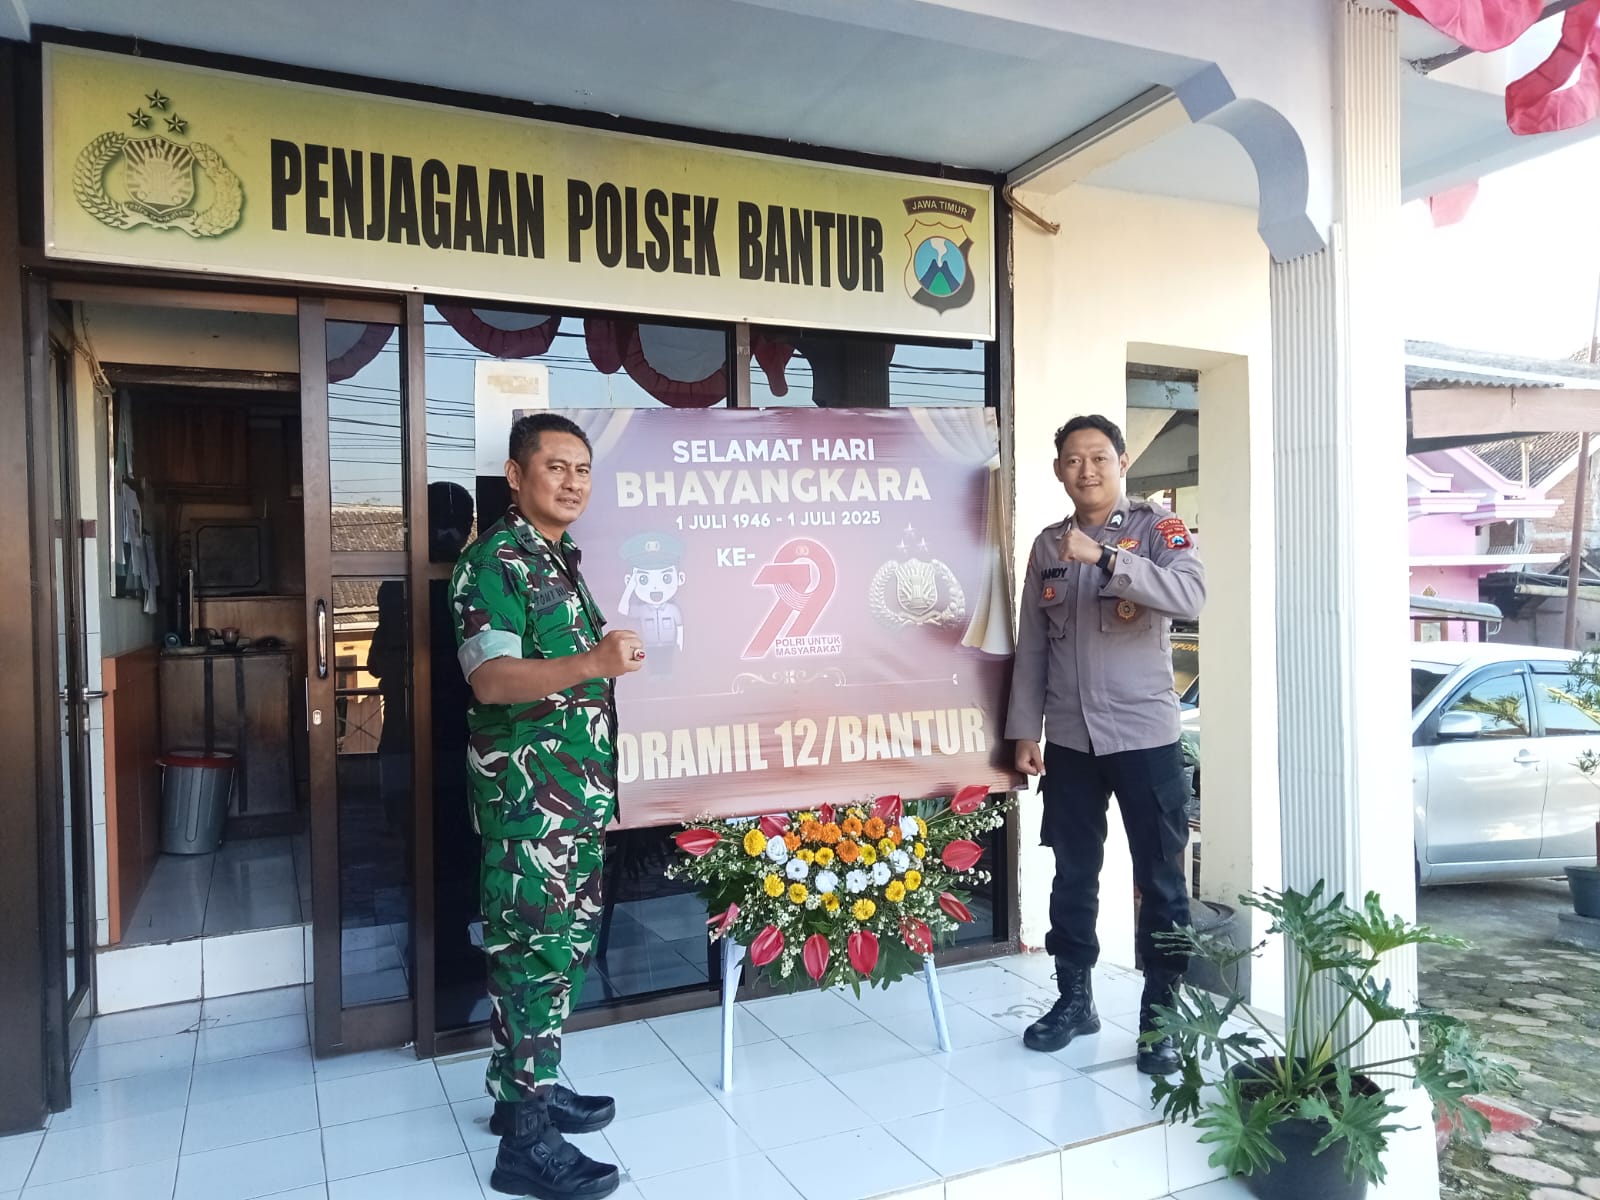 PENJAGAAN POLSEK BANTUR
JAWA TIMUR
SELAMAT HARI
BHAYANGKARA
1 JULI 1946 - 1 JULI 2025
KE-
79
POLRI UNTUK
MASYARAKAT
ORAMIL 12/BANTUR